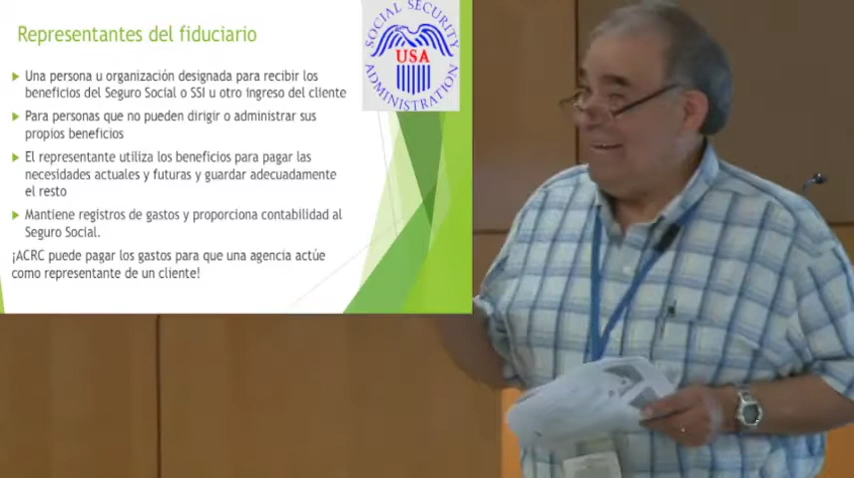 Representantes del fiduciario
SOCIAL SECURITY
USA
ADMINISTRATION
Una persona u organización designada para recibir los
beneficios del Seguro Social o SSI u otro ingreso del cliente
Para personas que no pueden dirigir o administrar sus
propios beneficios
El representante utiliza los beneficios para pagar las
necesidades actuales y futuras y guardar adecuadamente
el resto
Mantiene registros de gastos y proporciona contabilidad al
Seguro Social.
¡ACRC puede pagar los gastos para que una agencia actúe
como representante de un cliente!